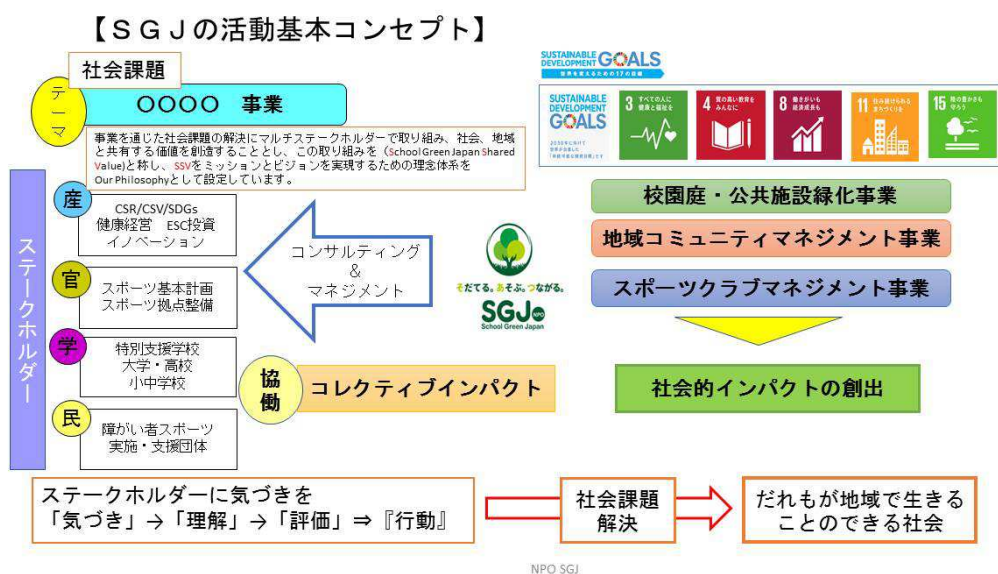 【ＳＧＪの活動基本コンセプト】
社会課題
テーマ
〇〇〇〇　事業
事業を通じた社会課題の解決にマルチステークホルダーで取り組み、社会、地域
と共有する価値を創造することとし、この取り組みを（School Green Japan Shared
Value)と称し、SSVをミッションとビジョンを実現するための理念体系を
Our Philosophyとして設定しています。
ステークホルダー
産
CSR/CSV/SDGs
健康経営　ESC投資
イノベーション
官
スポーツ基本計画
スポーツ拠点整備
学
特別支援学校
大学・高校
小中学校
民
障がい者スポーツ
実施・支援団体
コンサルティング
＆
マネジメント
協働
コレクティブインパクト
そだてる。あそぶ。つながる。
SGJ NPO
School Green Japan
SUSTAINABLE
DEVELOPMENT GOALS
世界を変えるための17の目標
SUSTAINABLE
DEVELOPMENT
GOALS
3 すべての人に
健康と福祉を
4 質の高い教育を
みんなに
8 働きがいも
経済成長も
11 住み続けられる
まちづくりを
15 陸の豊かさも
守ろう
校園庭・公共施設緑化事業
地域コミュニティマネジメント事業
スポーツクラブマネジメント事業
社会的インパクトの創出
ステークホルダーに気づきを
「気づき」→「理解」→「評価」⇒『行動』
社会課題
解決
だれもが地域で生きる
ことのできる社会
NPO SGJ